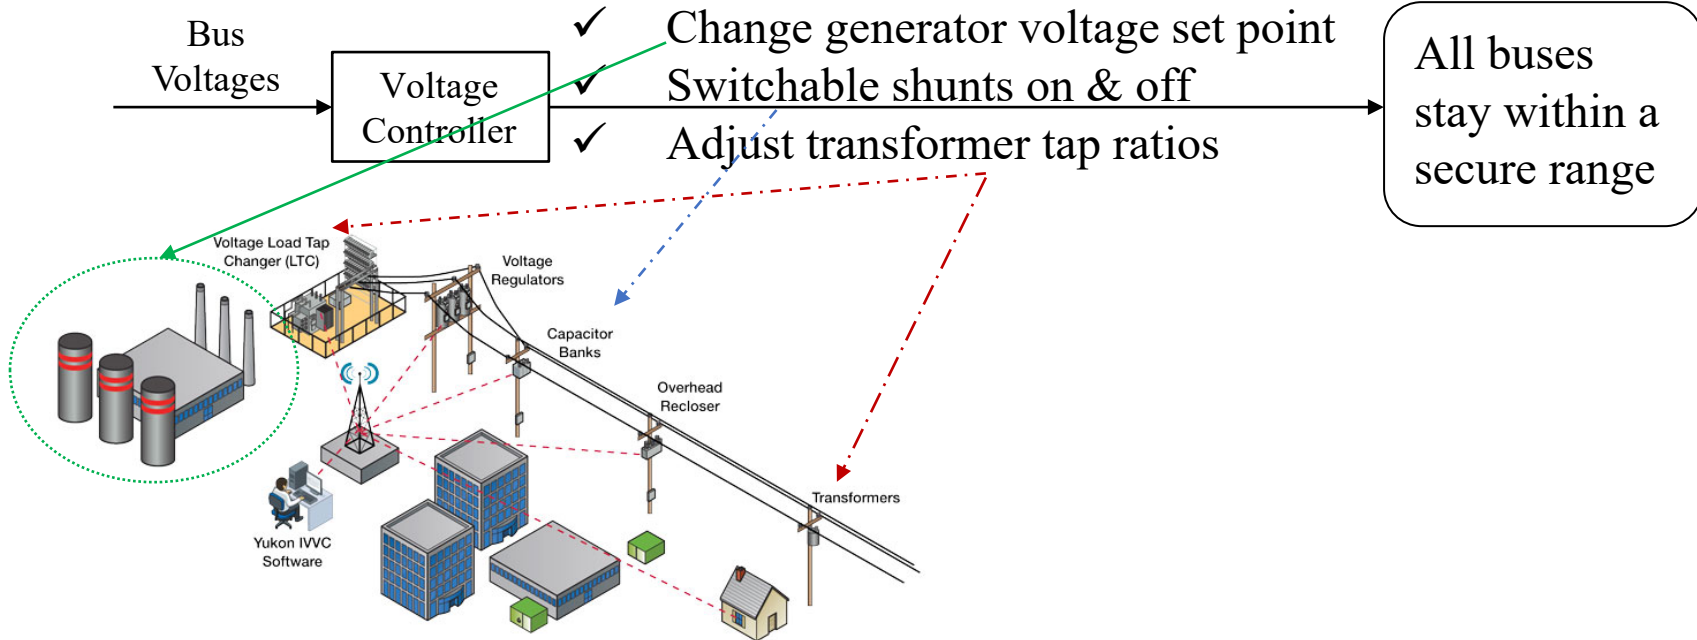 Bus
Voltages
Voltage
Controller
✓ Change generator voltage set point
✓ Switchable shunts on & off
✓ Adjust transformer tap ratios
All buses
stay within a
secure range
Voltage Load Tap
Changer (LTC)
Voltage
Regulators
Capacitor
Banks
Overhead
Recloser
Transformers
Yukon IVVC
Software